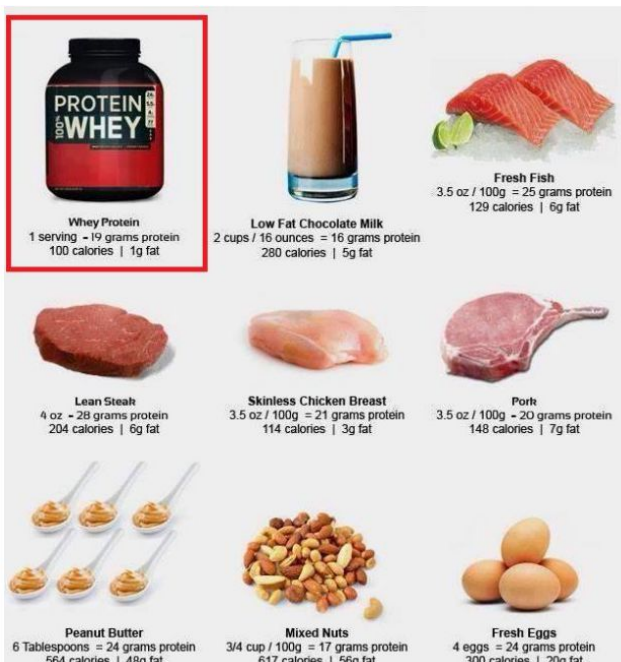 PROTEIN
100% WHEY
Whey Protein
1 serving - 19 grams protein
100 calories | 1g fat
Low Fat Chocolate Milk
2 cups / 16 ounces = 16 grams protein
280 calories | 5g fat
Fresh Fish
3.5 oz / 100g = 25 grams protein
129 calories | 6g fat
Lean Steak
4 oz - 28 grams protein
204 calories | 6g fat
Skinless Chicken Breast
3.5 oz / 100g = 21 grams protein
114 calories | 3g fat
Pork
3.5 oz / 100g - 20 grams protein
148 calories | 7g fat
Peanut Butter
6 Tablespoons = 24 grams protein
564 calories | 48g fat
Mixed Nuts
3/4 cup / 100g = 17 grams protein
617 calories | 56g fat
Fresh Eggs
4 eggs = 24 grams protein
300 calories | 20g fat